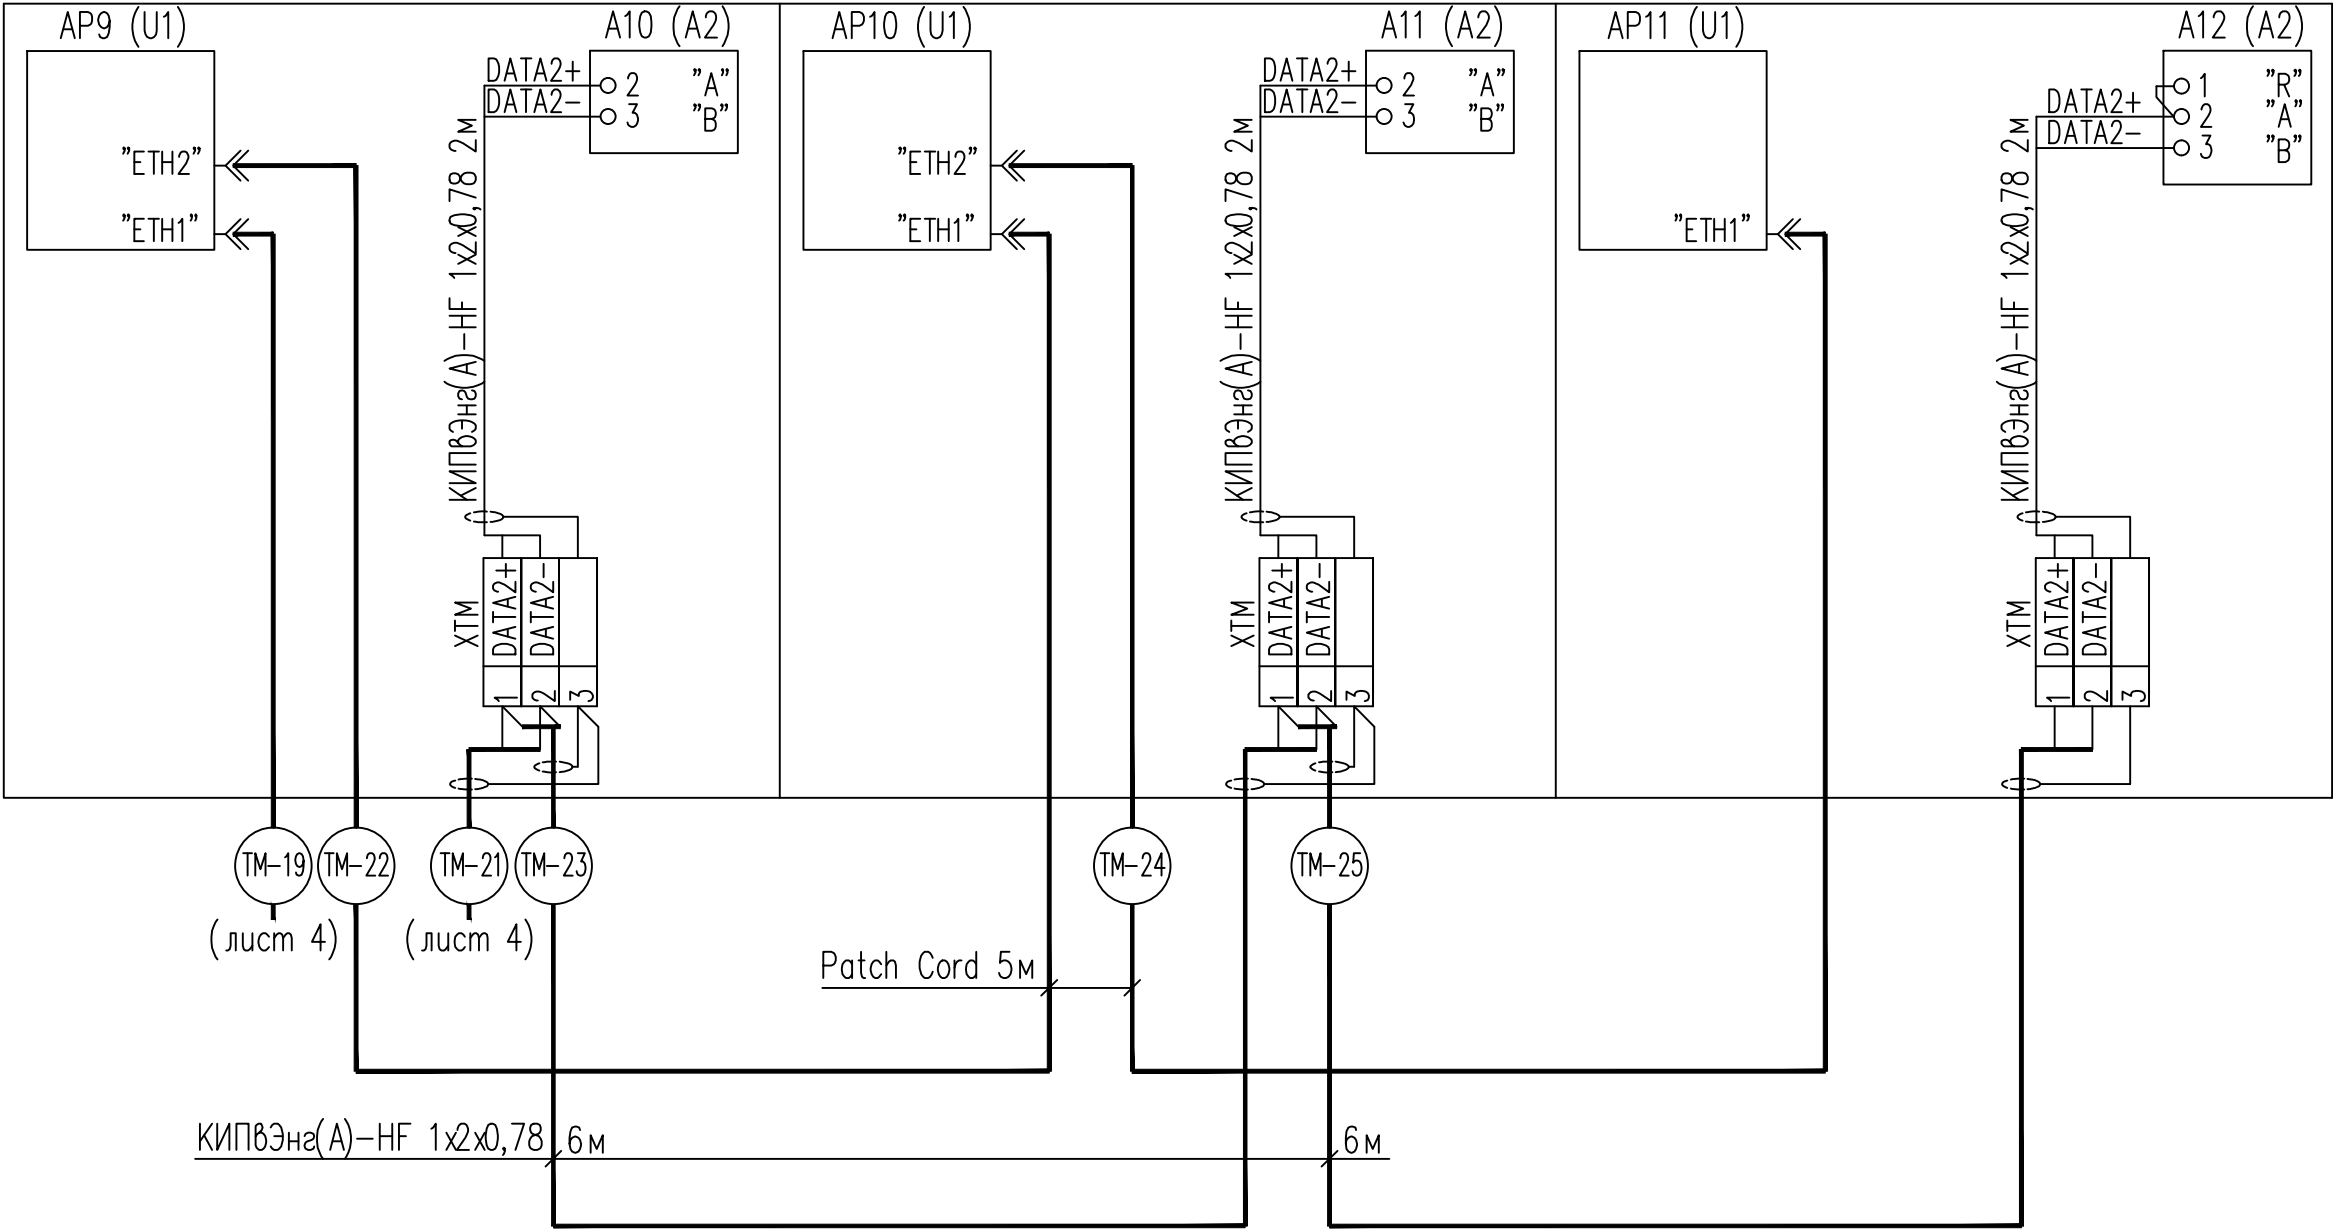 AP9 (U1)
"ETH2"
"ETH1"
A10 (A2)
DATA2+
DATA2-
2 "A"
3 "B"
КИПвЭнг(А)-HF 1x2x0,78 2м
XTM
DATA2+
DATA2-
1
2
3
AP10 (U1)
"ETH2"
"ETH1"
A11 (A2)
DATA2+
DATA2-
2 "A"
3 "B"
КИПвЭнг(А)-HF 1x2x0,78 2м
XTM
DATA2+
DATA2-
1
2
3
AP11 (U1)
"ETH1"
A12 (A2)
DATA2+
DATA2-
1 "R"
2 "A"
3 "B"
КИПвЭнг(А)-HF 1x2x0,78 2м
XTM
DATA2+
DATA2-
1
2
3
TM-19
TM-22
TM-21
TM-23
TM-24
TM-25
(лист 4)
(лист 4)
Patch Cord 5м
КИПвЭнг(А)-HF 1x2x0,78 6м
6м